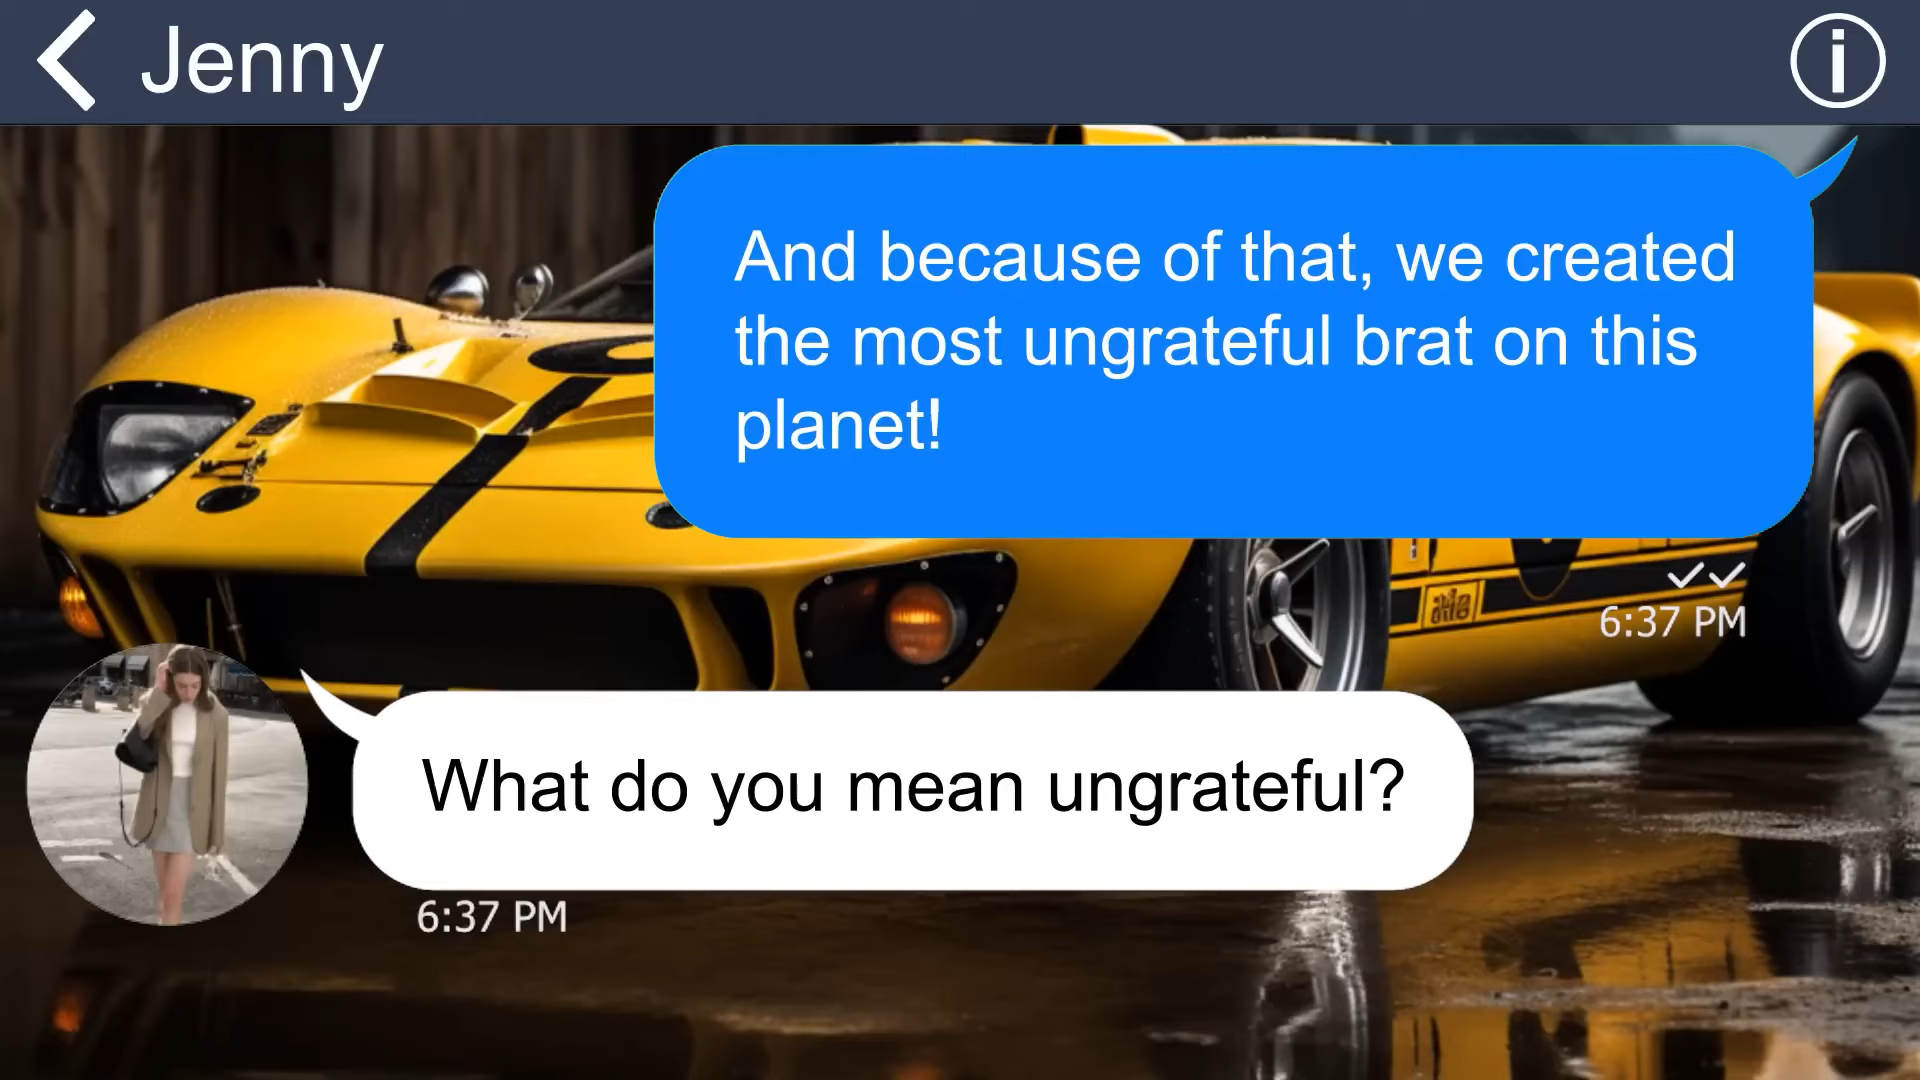 Jenny
And because of that, we created
the most ungrateful brat on this
planet!
6:37 PM
What do you mean ungrateful?
6:37 PM